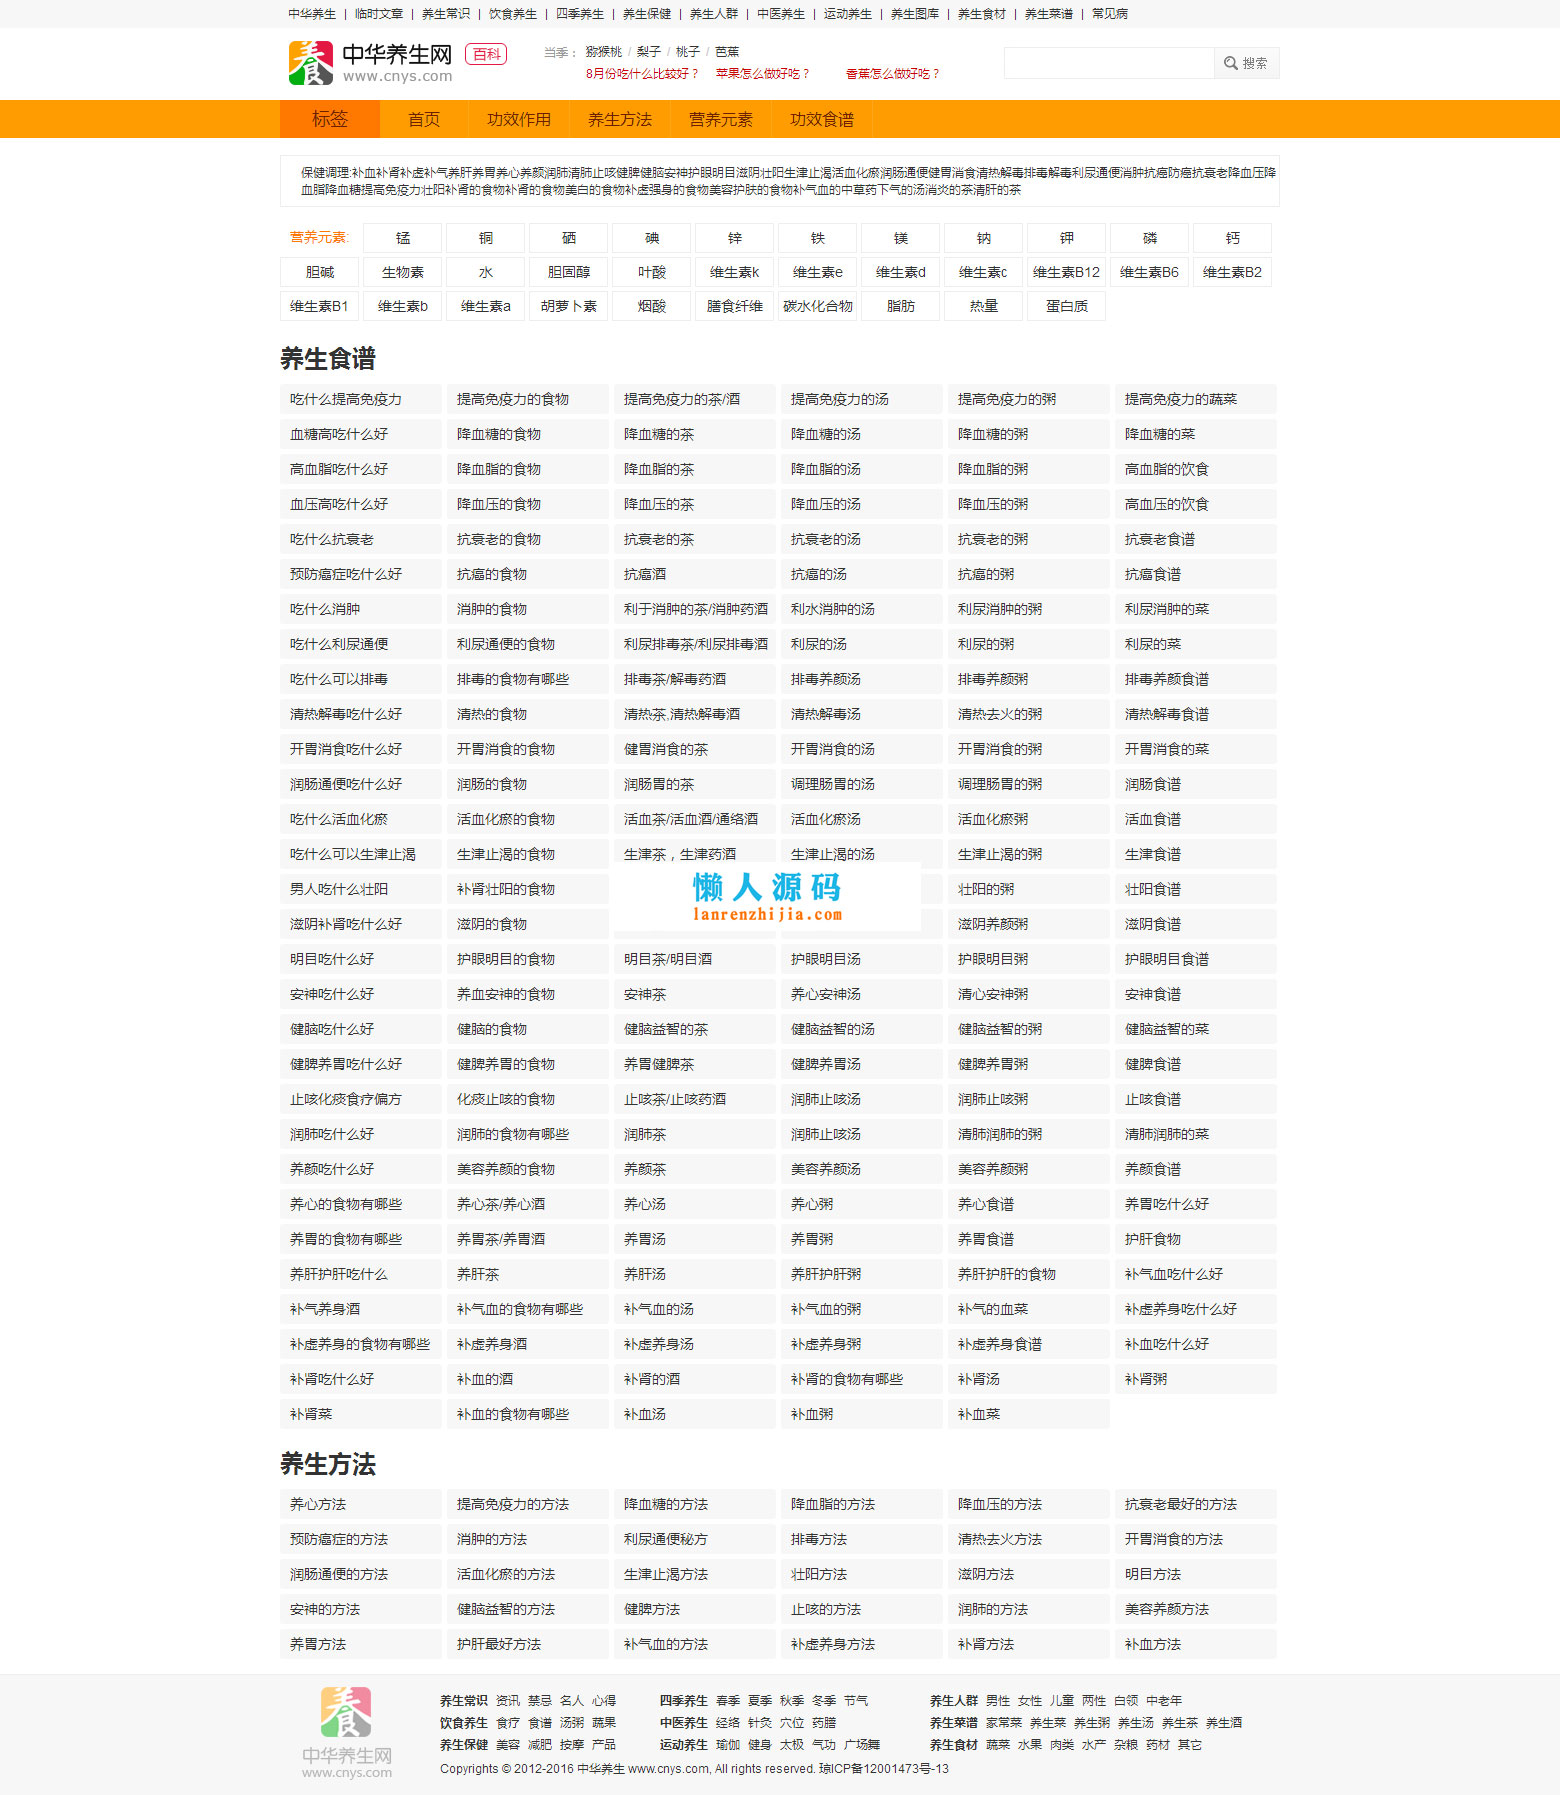 中华养生 | 临时文章 | 养生常识 | 饮食养生 | 四季养生 | 养生保健 | 养生人群 | 中医养生 | 运动养生 | 养生图库 | 养生食材 | 养生菜谱 | 常见病
养 中华养生网 百科
www.cnys.com
当季： 猕猴桃 / 梨子 / 桃子 / 芭蕉
8月份吃什么比较好？ 苹果怎么做好吃？ 香蕉怎么做好吃？
搜索
标签 首页 功效作用 养生方法 营养元素 功效食谱
保健调理:补血补肾补虚补气养肝养胃养心养颜润肺清肺止咳健脾健脑安神护眼明目滋阴壮阳生津止渴活血化瘀润肠通便健胃消食清热解毒排毒解毒利尿通便消肿抗癌防癌抗衰老降血压降
血脂降血糖提高免疫力壮阳补肾的食物补肾的食物美白的食物补虚强身的食物美容护肤的食物补气血的中草药下气的汤消炎的茶清肝的茶
营养元素: 锰 铜 硒 碘 锌 铁 镁 钠 钾 磷 钙
胆碱 生物素 水 胆固醇 叶酸 维生素k 维生素e 维生素d 维生素c 维生素B12 维生素B6 维生素B2
维生素B1 维生素b 维生素a 胡萝卜素 烟酸 膳食纤维 碳水化合物 脂肪 热量 蛋白质
养生食谱
吃什么提高免疫力 提高免疫力的食物 提高免疫力的茶/酒 提高免疫力的汤 提高免疫力的粥 提高免疫力的蔬菜
血糖高吃什么好 降血糖的食物 降血糖的茶 降血糖的汤 降血糖的粥 降血糖的菜
高血脂吃什么好 降血脂的食物 降血脂的茶 降血脂的汤 降血脂的粥 高血脂的饮食
血压高吃什么好 降血压的食物 降血压的茶 降血压的汤 降血压的粥 高血压的饮食
吃什么抗衰老 抗衰老的食物 抗衰老的茶 抗衰老的汤 抗衰老的粥 抗衰老食谱
预防癌症吃什么好 抗癌的食物 抗癌酒 抗癌的汤 抗癌的粥 抗癌食谱
吃什么消肿 消肿的食物 利于消肿的茶/消肿药酒 利水消肿的汤 利尿消肿的粥 利尿消肿的菜
吃什么利尿通便 利尿通便的食物 利尿排毒茶/利尿排毒酒 利尿的汤 利尿的粥 利尿的菜
吃什么可以排毒 排毒的食物有哪些 排毒茶/解毒药酒 排毒养颜汤 排毒养颜粥 排毒养颜食谱
清热解毒吃什么好 清热的食物 清热茶,清热解毒酒 清热解毒汤 清热去火的粥 清热解毒食谱
开胃消食吃什么好 开胃消食的食物 健胃消食的茶 开胃消食的汤 开胃消食的粥 开胃消食的菜
润肠通便吃什么好 润肠的食物 润肠胃的茶 调理肠胃的汤 调理肠胃的粥 润肠食谱
吃什么活血化瘀 活血化瘀的食物 活血茶/活血酒/通络酒 活血化瘀汤 活血化瘀粥 活血食谱
吃什么可以生津止渴 生津止渴的食物 生津茶，生津药酒 生津止渴的汤 生津止渴的粥 生津食谱
男人吃什么壮阳 补肾壮阳的食物 懒人源码 壮阳的粥 壮阳食谱
滋阴补肾吃什么好 滋阴的食物 lanrenzhijia.com 滋阴养颜粥 滋阴食谱
明目吃什么好 护眼明目的食物 明目茶/明目酒 护眼明目汤 护眼明目粥 护眼明目食谱
安神吃什么好 养血安神的食物 安神茶 养心安神汤 清心安神粥 安神食谱
健脑吃什么好 健脑的食物 健脑益智的茶 健脑益智的汤 健脑益智的粥 健脑益智的菜
健脾养胃吃什么好 健脾养胃的食物 养胃健脾茶 健脾养胃汤 健脾养胃粥 健脾食谱
止咳化痰食疗偏方 化痰止咳的食物 止咳茶/止咳药酒 润肺止咳汤 润肺止咳粥 止咳食谱
润肺吃什么好 润肺的食物有哪些 润肺茶 润肺止咳汤 清肺润肺的粥 清肺润肺的菜
养颜吃什么好 美容养颜的食物 养颜茶 美容养颜汤 美容养颜粥 养颜食谱
养心的食物有哪些 养心茶/养心酒 养心汤 养心粥 养心食谱 养胃吃什么好
养胃的食物有哪些 养胃茶/养胃酒 养胃汤 养胃粥 养胃食谱 护肝食物
养肝护肝吃什么 养肝茶 养肝汤 养肝护肝粥 养肝护肝的食物 补气血吃什么好
补气养身酒 补气血的食物有哪些 补气血的汤 补气血的粥 补气的血菜 补虚养身吃什么好
补虚养身的食物有哪些 补虚养身酒 补虚养身汤 补虚养身粥 补虚养身食谱 补血吃什么好
补肾吃什么好 补血的酒 补肾的酒 补肾的食物有哪些 补肾汤 补肾粥
补肾菜 补血的食物有哪些 补血汤 补血粥 补血菜
养生方法
养心方法 提高免疫力的方法 降血糖的方法 降血脂的方法 降血压的方法 抗衰老最好的方法
预防癌症的方法 消肿的方法 利尿通便秘方 排毒方法 清热去火方法 开胃消食的方法
润肠通便的方法 活血化瘀的方法 生津止渴方法 壮阳方法 滋阴方法 明目方法
安神的方法 健脑益智的方法 健脾方法 止咳的方法 润肺的方法 美容养颜方法
养胃方法 护肝最好方法 补气血的方法 补虚养身方法 补肾方法 补血方法
养
中华养生网
www.cnys.com
养生常识 资讯 禁忌 名人 心得 四季养生 春季 夏季 秋季 冬季 节气 养生人群 男性 女性 儿童 两性 白领 中老年
饮食养生 食疗 食谱 汤粥 蔬果 中医养生 经络 针灸 穴位 药膳 养生菜谱 家常菜 养生菜 养生粥 养生汤 养生茶 养生酒
养生保健 美容 减肥 按摩 产品 运动养生 瑜伽 健身 太极 气功 广场舞 养生食材 蔬菜 水果 肉类 水产 杂粮 药材 其它
Copyrights © 2012-2016 中华养生 www.cnys.com, All rights reserved. 琼ICP备12001473号-13